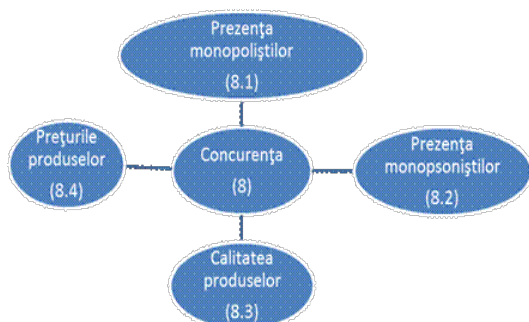 Prezenţa
monopoliştilor
(8.1)
Preţurile
produselor
(8.4)
Concurenţa
(8)
Prezenţa
monopsoniştilor
(8.2)
Calitatea
produselor
(8.3)